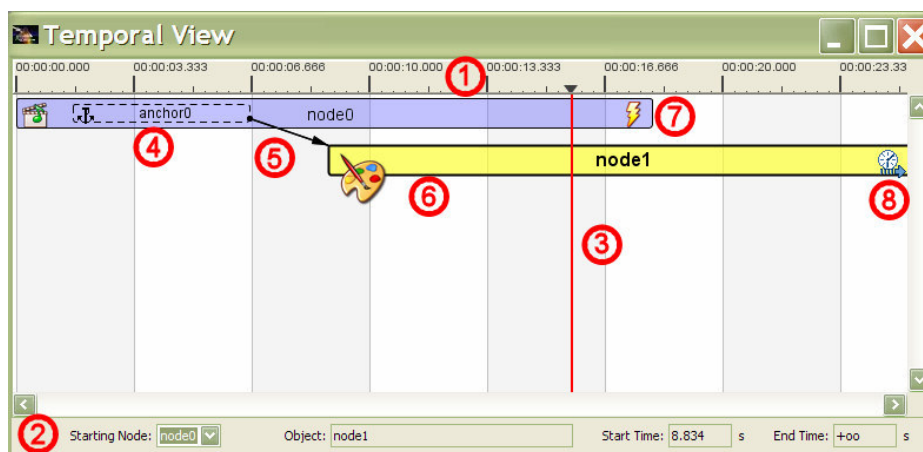 Temporal View
00:00:00.000 00:00:03.333 00:00:06.666 00:00:10.000 00:00:13.333 00:00:16.666 00:00:20.000 00:00:23.33
1
anchor0 node0 7
4 5 node1
6 8
3
2 Starting Node: node0 Object: node1 Start Time: 8.834 s End Time: +oo s